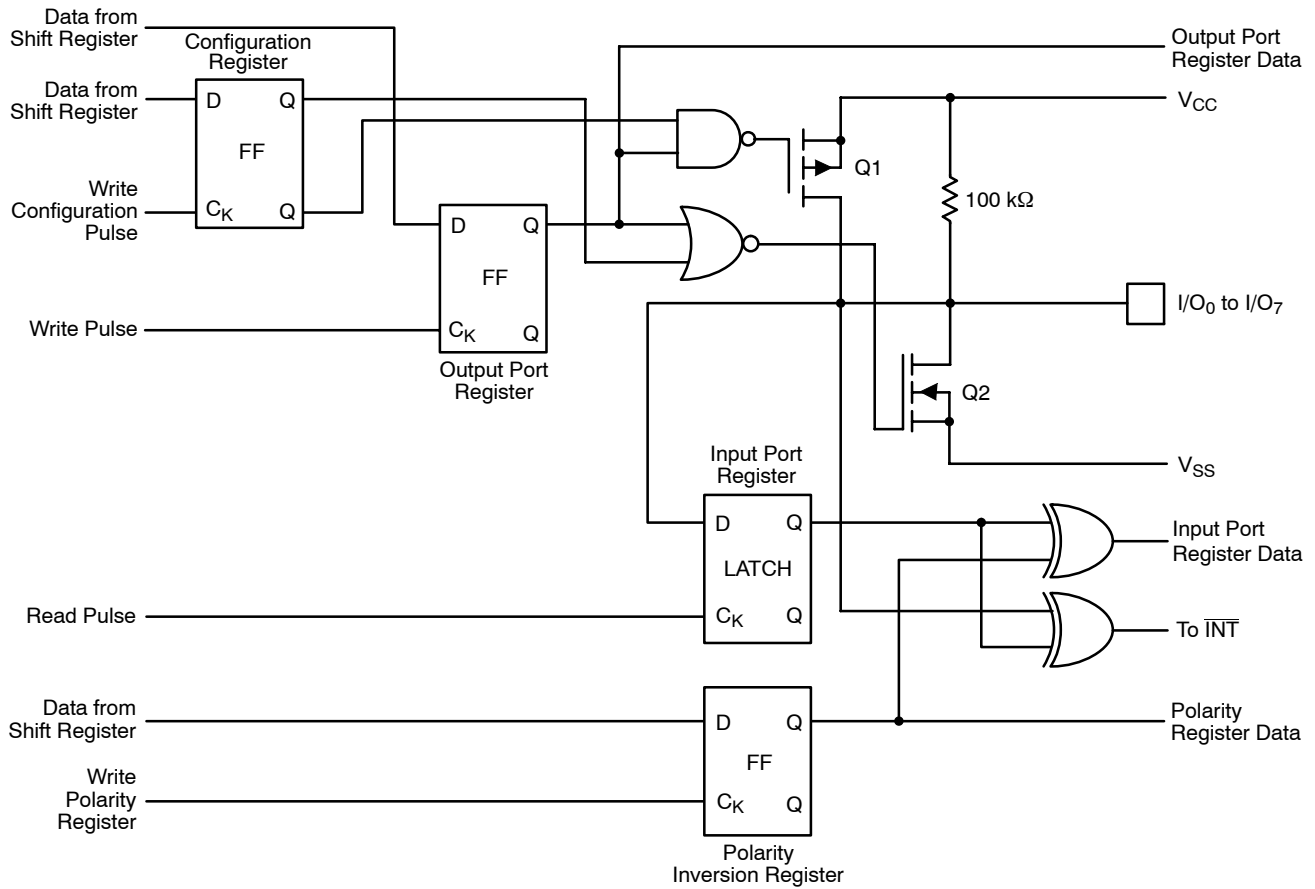 Data from
Shift Register
Configuration
Register
Data from
Shift Register
D
Q
FF
Write
Configuration
Pulse
CK
Q
Output Port
Register Data
VCC
Q1
100 kΩ
D
Q
FF
Write Pulse
CK
Q
Output Port
Register
I/O0 to I/O7
Q2
VSS
Input Port
Register
D
Q
LATCH
Read Pulse
CK
Q
Input Port
Register Data
To INT
Data from
Shift Register
D
Q
FF
Write
Polarity
Register
CK
Q
Polarity
Register Data
Polarity
Inversion Register